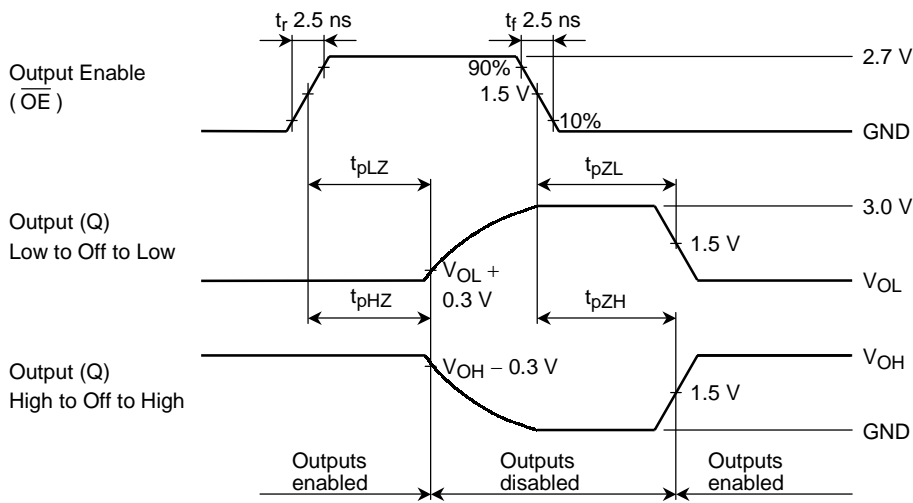 tr 2.5 ns
tf 2.5 ns
Output Enable
( OE )
90%
1.5 V
10%
2.7 V
GND
tpLZ
tpZL
Output (Q)
Low to Off to Low
3.0 V
1.5 V
VOL +
0.3 V
VOL
tpHZ
tpZH
Output (Q)
High to Off to High
VOH − 0.3 V
VOH
1.5 V
GND
Outputs
enabled
Outputs
disabled
Outputs
enabled